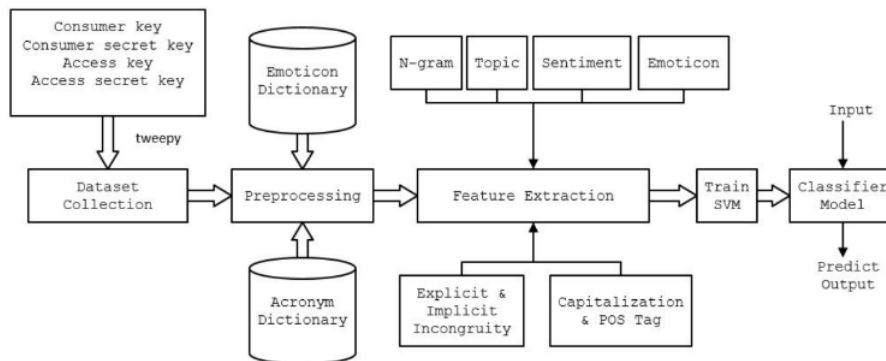 Consumer key
Consumer secret key
Access key
Access secret key
tweepy
Emoticon
Dictionary
N-gram
Topic
Sentiment
Emoticon
Input
Dataset
Collection
Preprocessing
Feature Extraction
Train
SVM
Classifier
Model
Acronym
Dictionary
Explicit &
Implicit
Incongruity
Capitalization
& POS Tag
Predict
Output